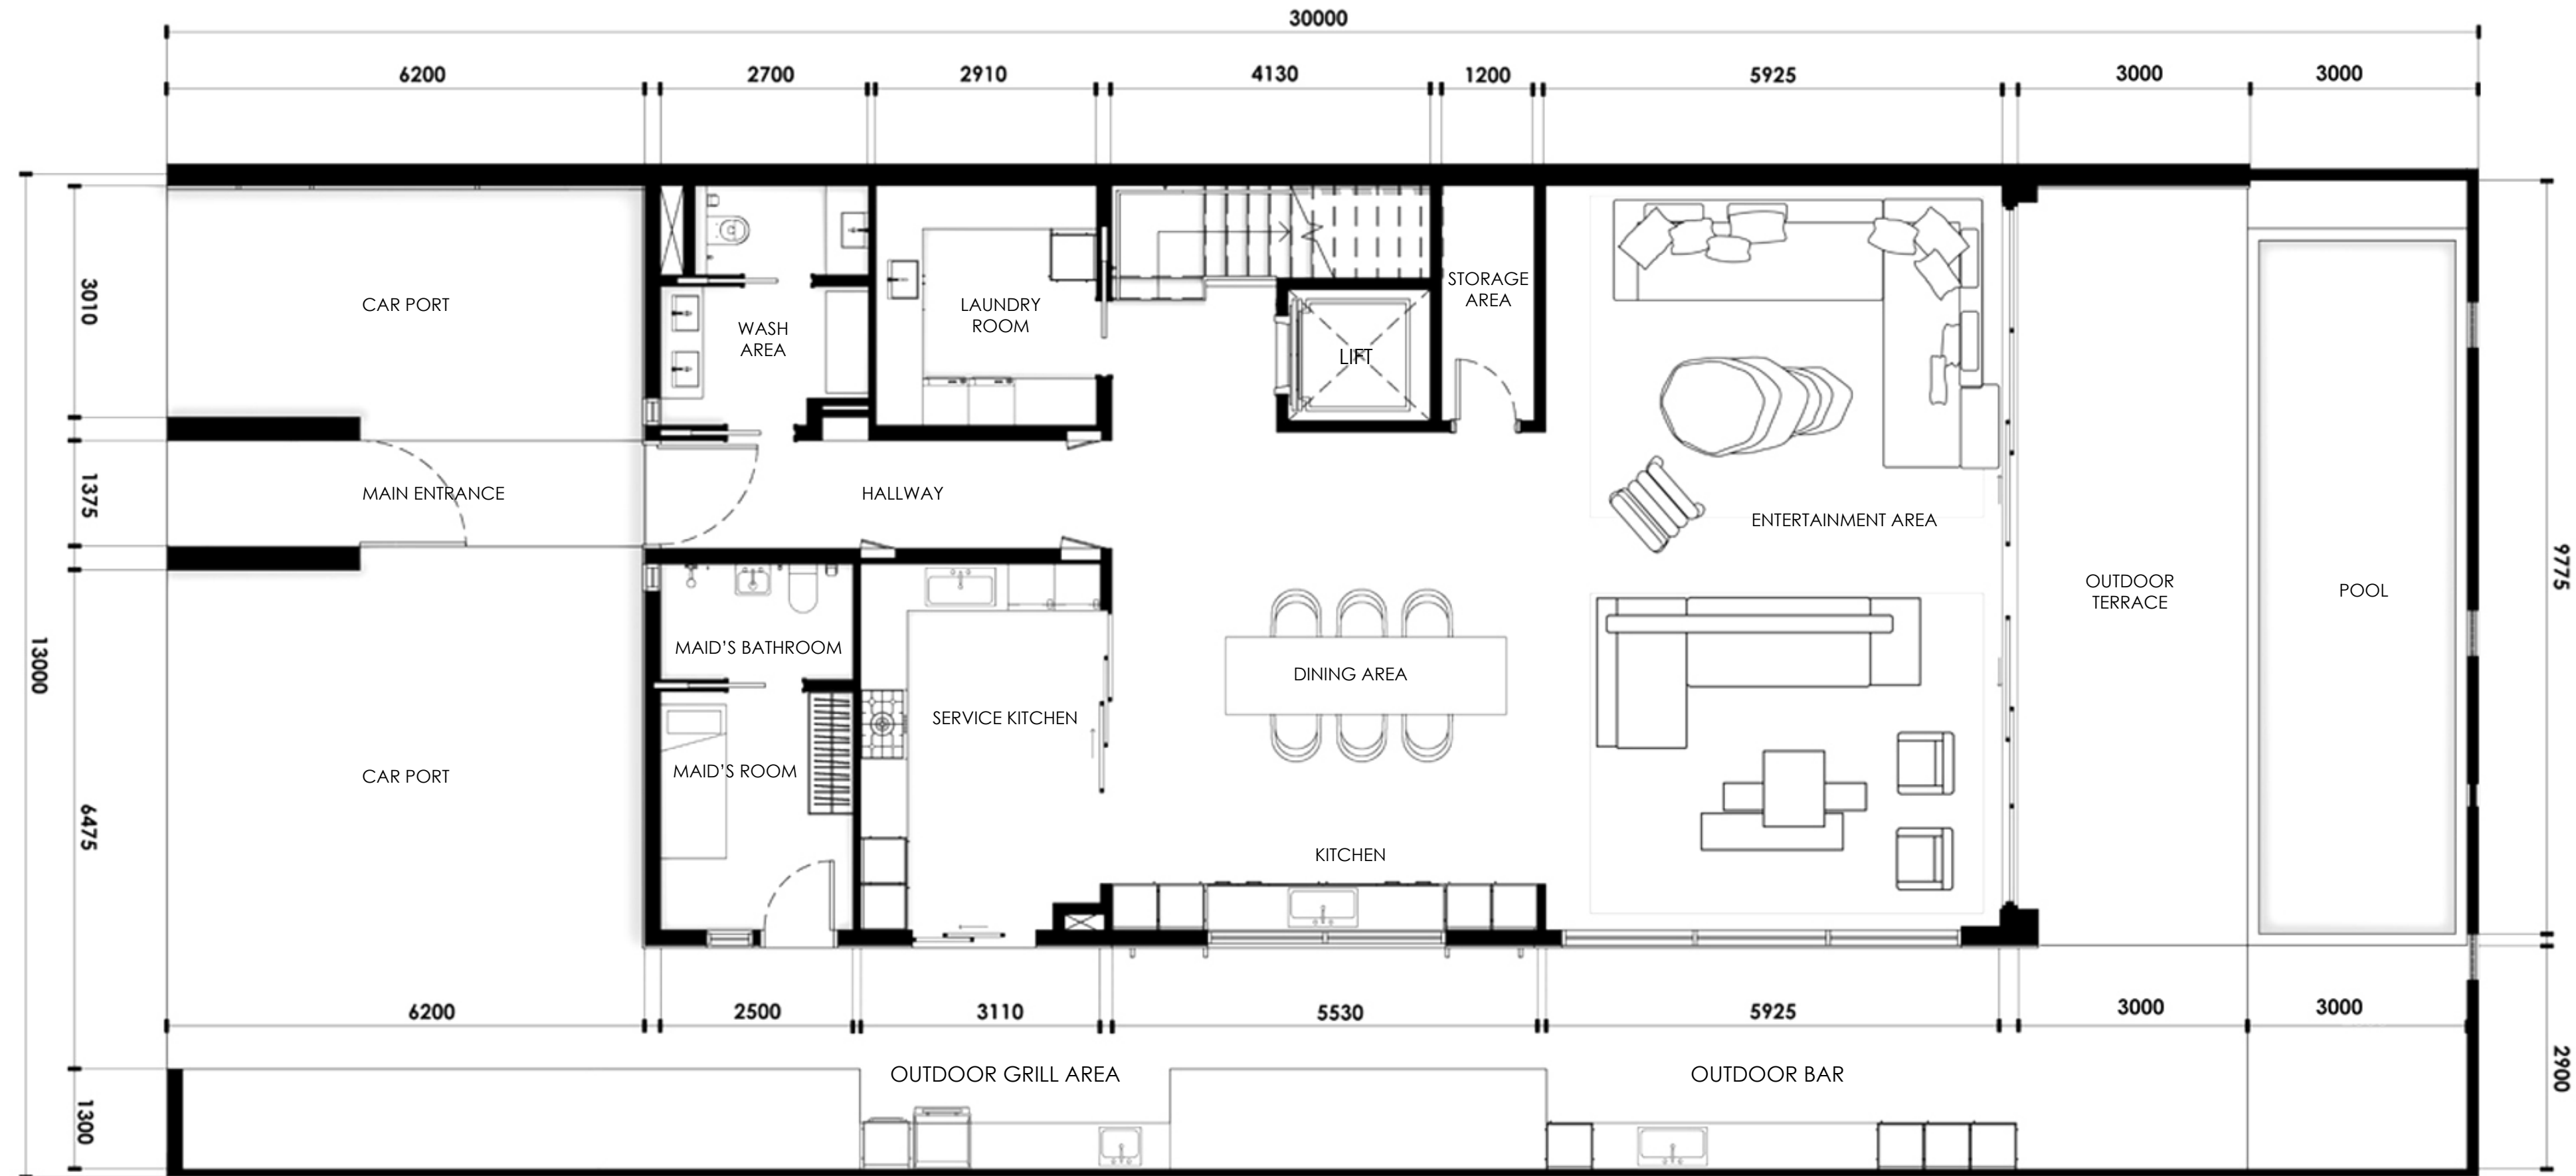 30000
6200
2700
2910
4130
1200
5925
3000
3000
3010
1375
13000
6475
1300
CAR PORT
WASH
AREA
LAUNDRY
ROOM
LIFT
STORAGE
AREA
MAIN ENTRANCE
HALLWAY
ENTERTAINMENT AREA
OUTDOOR
TERRACE
POOL
9775
MAID'S BATHROOM
DINING AREA
SERVICE KITCHEN
MAID'S ROOM
CAR PORT
KITCHEN
6200
2500
3110
5530
5925
3000
3000
2900
OUTDOOR GRILL AREA
OUTDOOR BAR